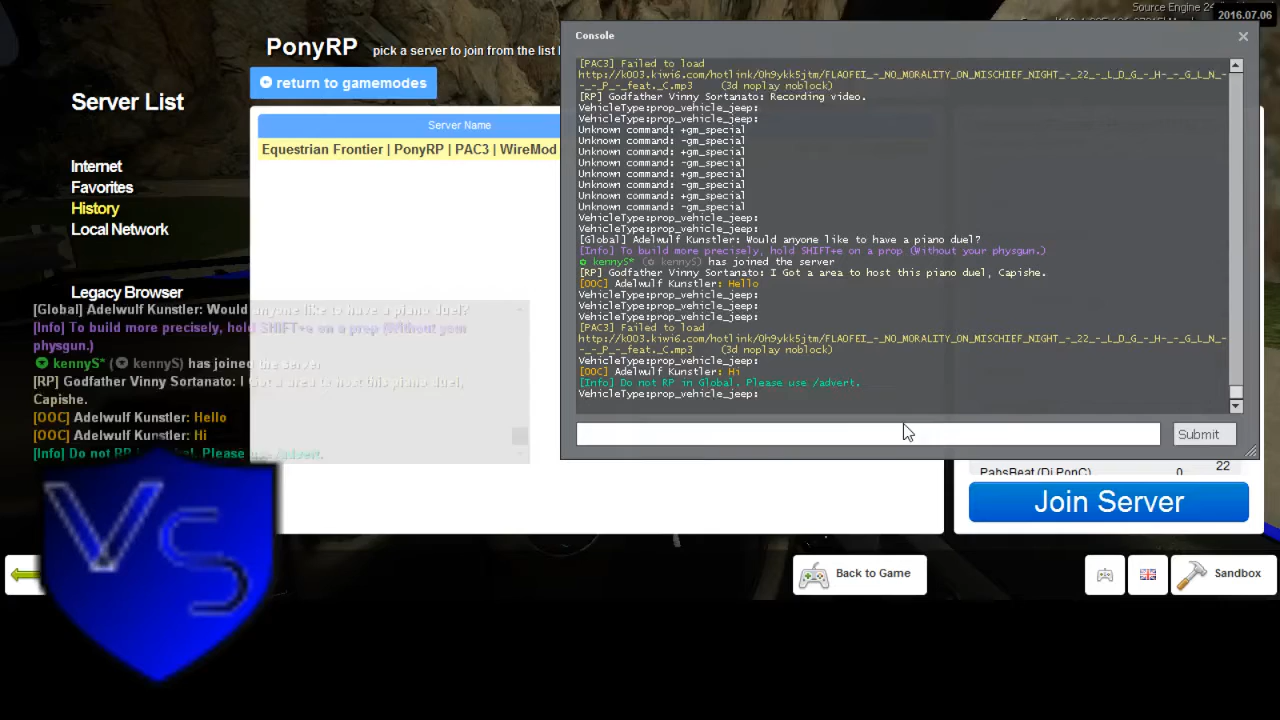 Source Engine 24
2016.07.06
PonyRP pick a server to join from the list
return to gamemodes
Server List
Internet
Favorites
History
Local Network
Legacy Browser
Server Name
Equestrian Frontier | PonyRP | PAC3 | WireMod
[Global] Adelwulf Kunstler: Would anyone like to have a piano duel?
[Info] To build more precisely, hold SHIFT+e on a prop (Without your
physgun.)
kennyS* ( kennyS) has joined the server
[RP] Godfather Vinny Sortanato: I Got a area to host this piano duel,
Capishe.
[OOC] Adelwulf Kunstler: Hello
[OOC] Adelwulf Kunstler: Hi
[Info] Do not RP in Global. Please use /advert.
VS
Console
[PAC3] Failed to load
http://k003.kiwi6.com/hotlink/0h9ykk5jtm/FLAOFEI_-_NO_MORALITY_ON_MISCHIEF_NIGHT_-_22_-_L_D_G_-_H-_-_G_L_N_-
-_-_P_-_feat._C.mp3 (3d noplay noblock)
[RP] Godfather Vinny Sortanato: Recording video.
VehicleType:prop_vehicle_jeep:
VehicleType:prop_vehicle_jeep:
Unknown command: +gm_special
Unknown command: -gm_special
Unknown command: +gm_special
Unknown command: -gm_special
Unknown command: +gm_special
Unknown command: -gm_special
Unknown command: +gm_special
Unknown command: -gm_special
VehicleType:prop_vehicle_jeep:
VehicleType:prop_vehicle_jeep:
[Global] Adelwulf Kunstler: Would anyone like to have a piano duel?
[Info] To build more precisely, hold SHIFT+e on a prop (Without your physgun.)
kennyS* ( kennyS) has joined the server
[RP] Godfather Vinny Sortanato: I Got a area to host this piano duel, Capishe.
[OOC] Adelwulf Kunstler: Hello
VehicleType:prop_vehicle_jeep:
VehicleType:prop_vehicle_jeep:
VehicleType:prop_vehicle_jeep:
[PAC3] Failed to load
http://k003.kiwi6.com/hotlink/0h9ykk5jtm/FLAOFEI_-_NO_MORALITY_ON_MISCHIEF_NIGHT_-_22_-_L_D_G_-_H-_-_G_L_N_-
-_-_P_-_feat._C.mp3 (3d noplay noblock)
VehicleType:prop_vehicle_jeep:
[OOC] Adelwulf Kunstler: Hi
[Info] Do not RP in Global. Please use /advert.
VehicleType:prop_vehicle_jeep:
Submit
22
PabsBeat (Dj PonC) 0
Join Server
Back to Game
Sandbox